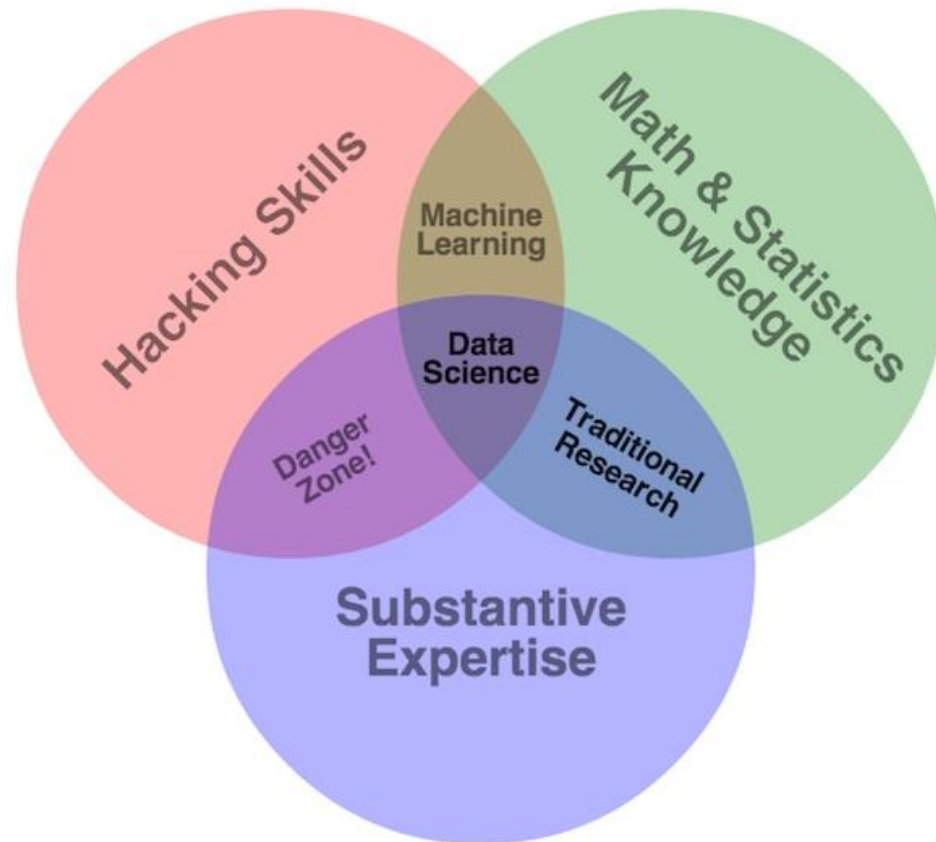 Hacking Skills
Math & Statistics
Knowledge
Machine
Learning
Data
Science
Danger
Zone!
Traditional
Research
Substantive
Expertise